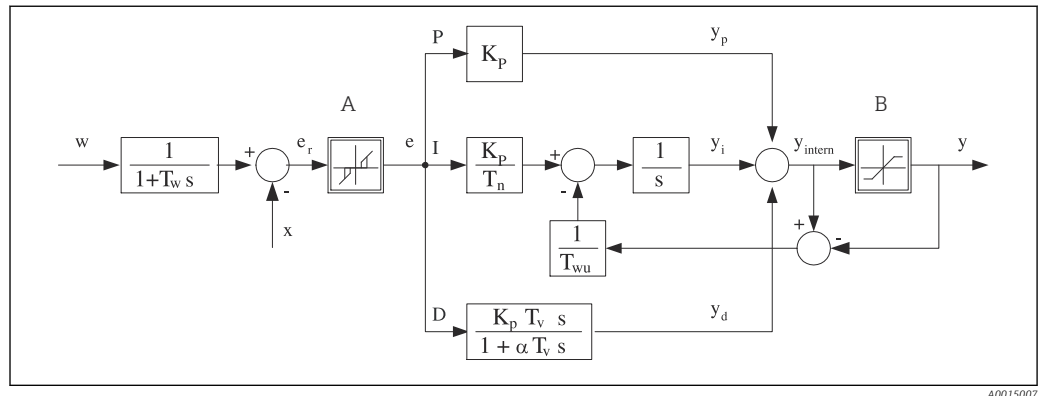 P
K_P
y_p
A
B
w
1
1+T_w s
+
-
e_r
e
I
K_P
T_n
+
-
1
s
y_i
y_intern
y
x
1
T_wu
+
-
D
K_p T_v s
1 + α T_v s
y_d
A0015007